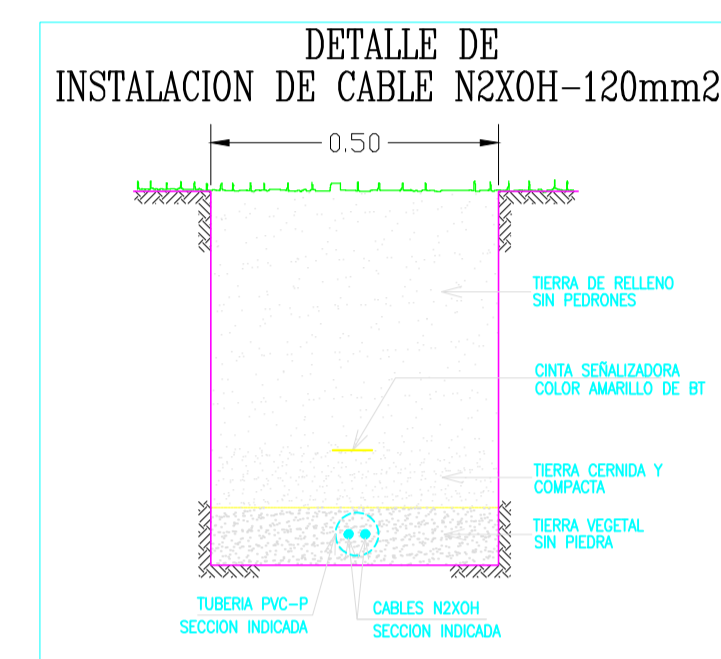 DETALLE DE
INSTALACION DE CABLE N2XOH-120mm2
0.50
TIERRA DE RELLENO
SIN PEDRONES
CINTA SEÑALIZADORA
COLOR AMARILLO DE BT
TIERRA CERNIDA Y
COMPACTA
TIERRA VEGETAL
SIN PIEDRA
TUBERIA PVC-P
SECCION INDICADA
CABLES N2XOH
SECCION INDICADA